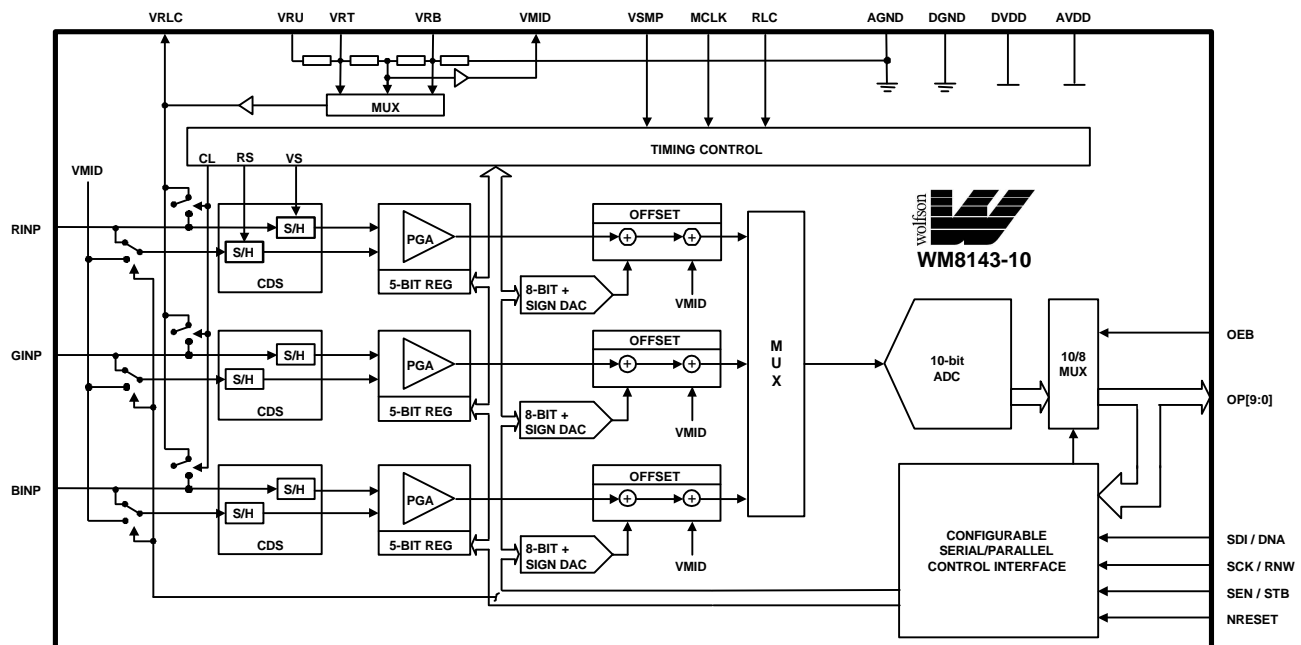 VRLC VRU VRT VRB VMID VSMP MCLK RLC AGND DGND DVDD AVDD
MUX
TIMING CONTROL
CL RS VS
VMID
wolfson
WM8143-10
RINP
S/H
S/H
CDS
PGA
5-BIT REG
OFFSET
+ +
8-BIT +
SIGN DAC
VMID
GINP
S/H
S/H
CDS
PGA
5-BIT REG
OFFSET
+ +
8-BIT +
SIGN DAC
VMID
BINP
S/H
S/H
CDS
PGA
5-BIT REG
OFFSET
+ +
8-BIT +
SIGN DAC
VMID
M
U
X
10-bit
ADC
10/8
MUX
OEB
OP[9:0]
CONFIGURABLE
SERIAL/PARALLEL
CONTROL INTERFACE
SDI / DNA
SCK / RNW
SEN / STB
NRESET